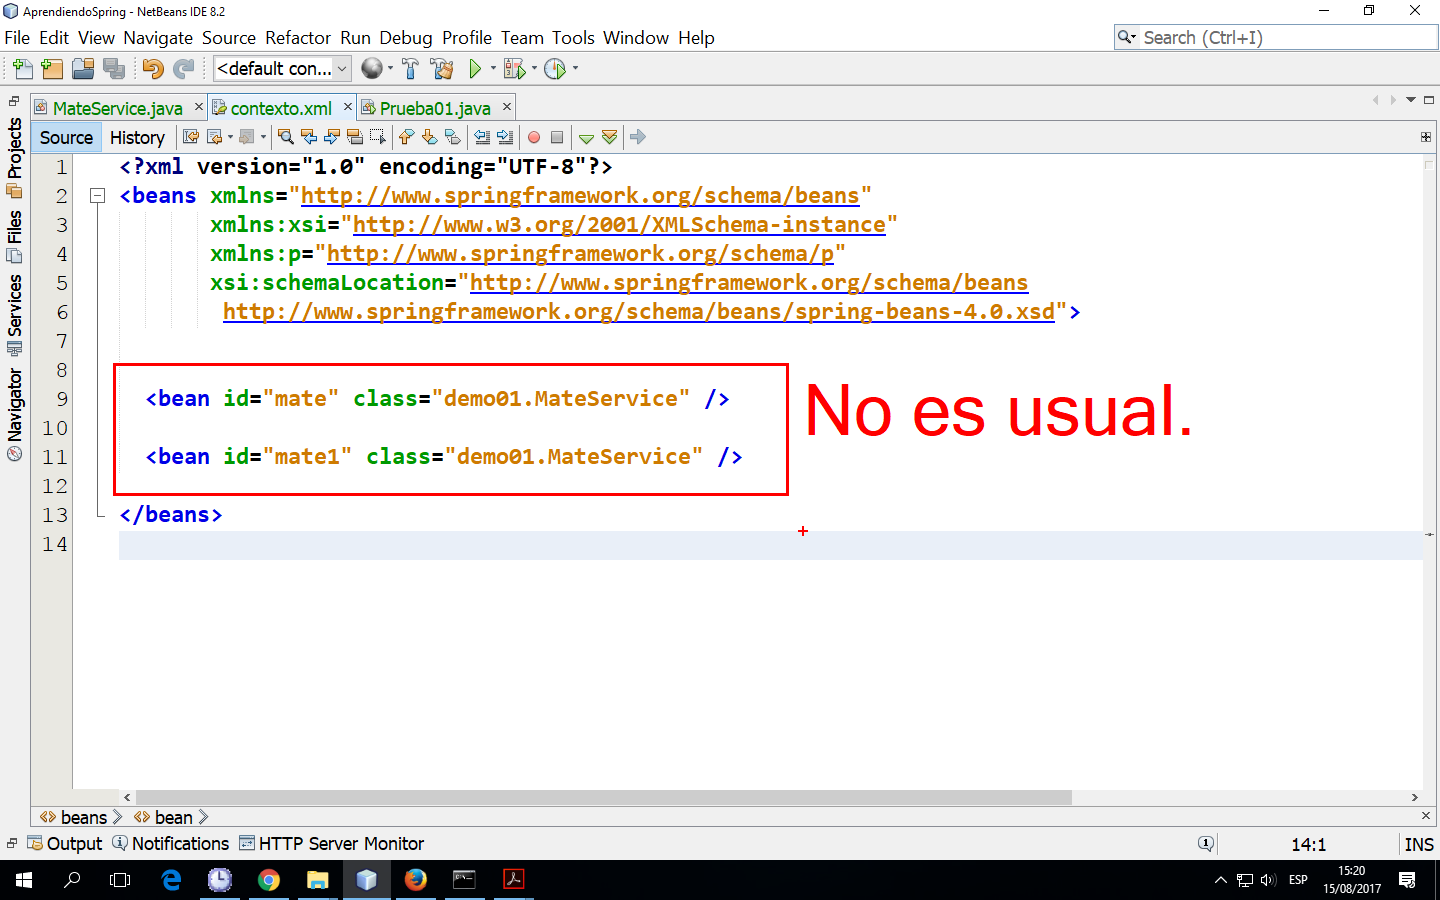 AprendiendoSpring - NetBeans IDE 8.2
File Edit View Navigate Source Refactor Run Debug Profile Team Tools Window Help
Search (Ctrl+I)
<default con...
MateService.java
contexto.xml
Prueba01.java
Source History
Projects
Files
Services
Navigator
1 <?xml version="1.0" encoding="UTF-8"?>
2 <beans xmlns="http://www.springframework.org/schema/beans"
3 xmlns:xsi="http://www.w3.org/2001/XMLSchema-instance"
4 xmlns:p="http://www.springframework.org/schema/p"
5 xsi:schemaLocation="http://www.springframework.org/schema/beans
6 http://www.springframework.org/schema/beans/spring-beans-4.0.xsd">
7
8
9 <bean id="mate" class="demo01.MateService" />
10
11 <bean id="mate1" class="demo01.MateService" />
12
13 </beans>
14
No es usual.
beans bean
Output Notifications HTTP Server Monitor
14:1 INS
ESP
15:20
15/08/2017